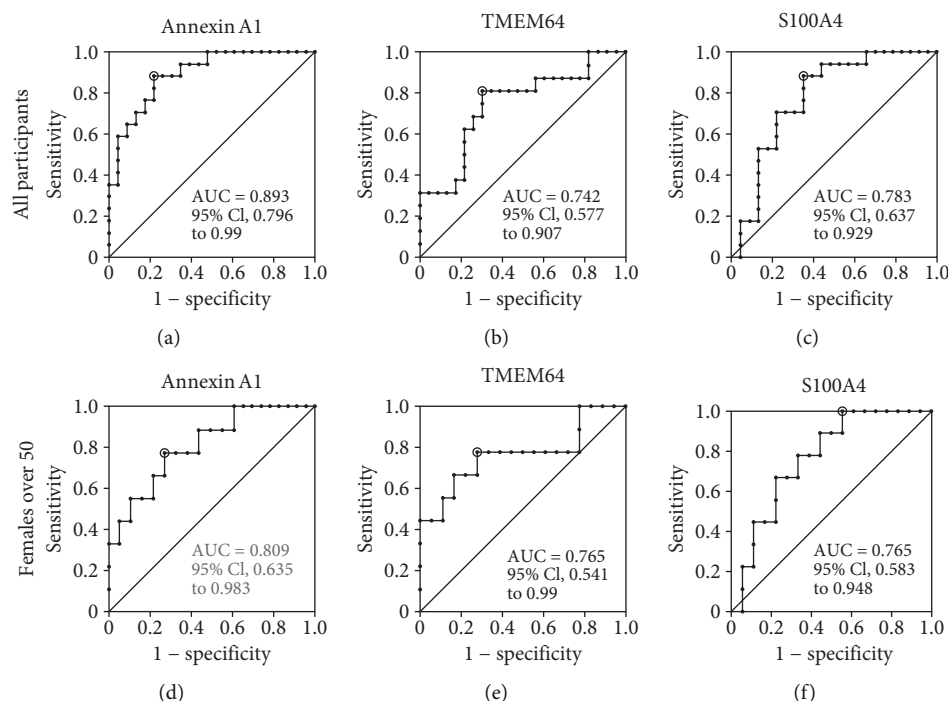 Annexin A1
TMEM64
S100A4
All participants
Sensitivity
1.0
0.8
0.6
0.4
0.2
0
AUC = 0.893
95% Cl, 0.796
to 0.99
0 0.2 0.4 0.6 0.8 1.0
1 – specificity
(a)
Sensitivity
1.0
0.8
0.6
0.4
0.2
0
AUC = 0.742
95% Cl, 0.577
to 0.907
0 0.2 0.4 0.6 0.8 1.0
1 – specificity
(b)
Sensitivity
1.0
0.8
0.6
0.4
0.2
0
AUC = 0.783
95% Cl, 0.637
to 0.929
0 0.2 0.4 0.6 0.8 1.0
1 – specificity
(c)
Annexin A1
TMEM64
S100A4
Females over 50
Sensitivity
1.0
0.8
0.6
0.4
0.2
0
AUC = 0.809
95% Cl, 0.635
to 0.983
0 0.2 0.4 0.6 0.8 1.0
1 – specificity
(d)
Sensitivity
1.0
0.8
0.6
0.4
0.2
0
AUC = 0.765
95% Cl, 0.541
to 0.99
0 0.2 0.4 0.6 0.8 1.0
1 – specificity
(e)
Sensitivity
1.0
0.8
0.6
0.4
0.2
0
AUC = 0.765
95% Cl, 0.583
to 0.948
0 0.2 0.4 0.6 0.8 1.0
1 – specificity
(f)